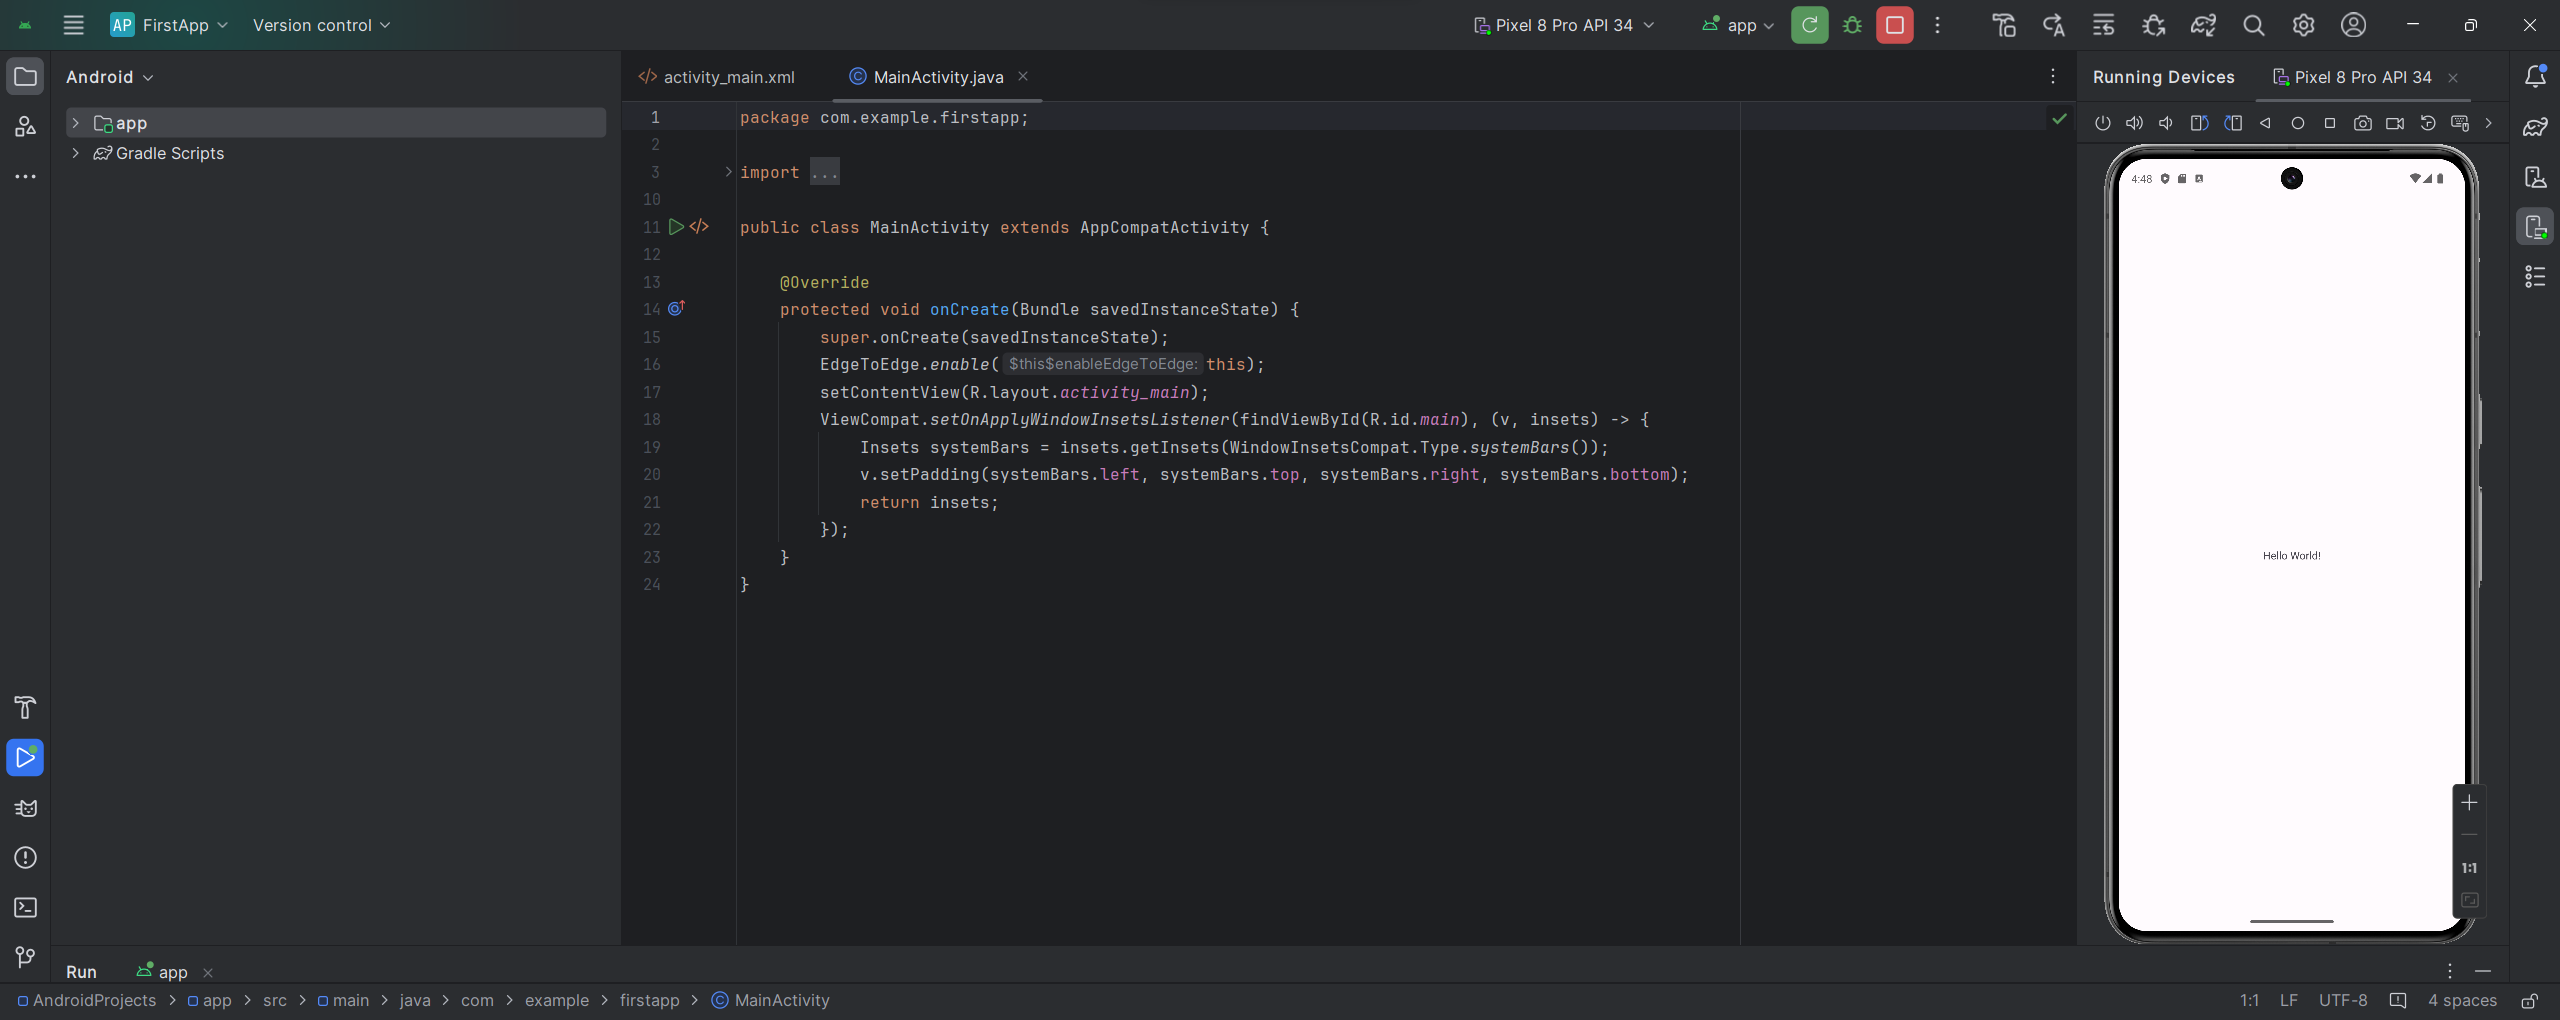 AP FirstApp Version control Pixel 8 Pro API 34 app
Android
app
Gradle Scripts
activity_main.xml MainActivity.java
Running Devices Pixel 8 Pro API 34
1 package com.example.firstapp;
2
3 import ...
10
11 public class MainActivity extends AppCompatActivity {
12
13 @Override
14 protected void onCreate(Bundle savedInstanceState) {
15 super.onCreate(savedInstanceState);
16 EdgeToEdge.enable( $this$enableEdgeToEdge: this);
17 setContentView(R.layout.activity_main);
18 ViewCompat.setOnApplyWindowInsetsListener(findViewById(R.id.main), (v, insets) -> {
19 Insets systemBars = insets.getInsets(WindowInsetsCompat.Type.systemBars());
20 v.setPadding(systemBars.left, systemBars.top, systemBars.right, systemBars.bottom);
21 return insets;
22 });
23 }
24 }
4:48
Hello World!
1:1
Run app
AndroidProjects > app > src > main > java > com > example > firstapp > MainActivity
1:1 LF UTF-8 4 spaces